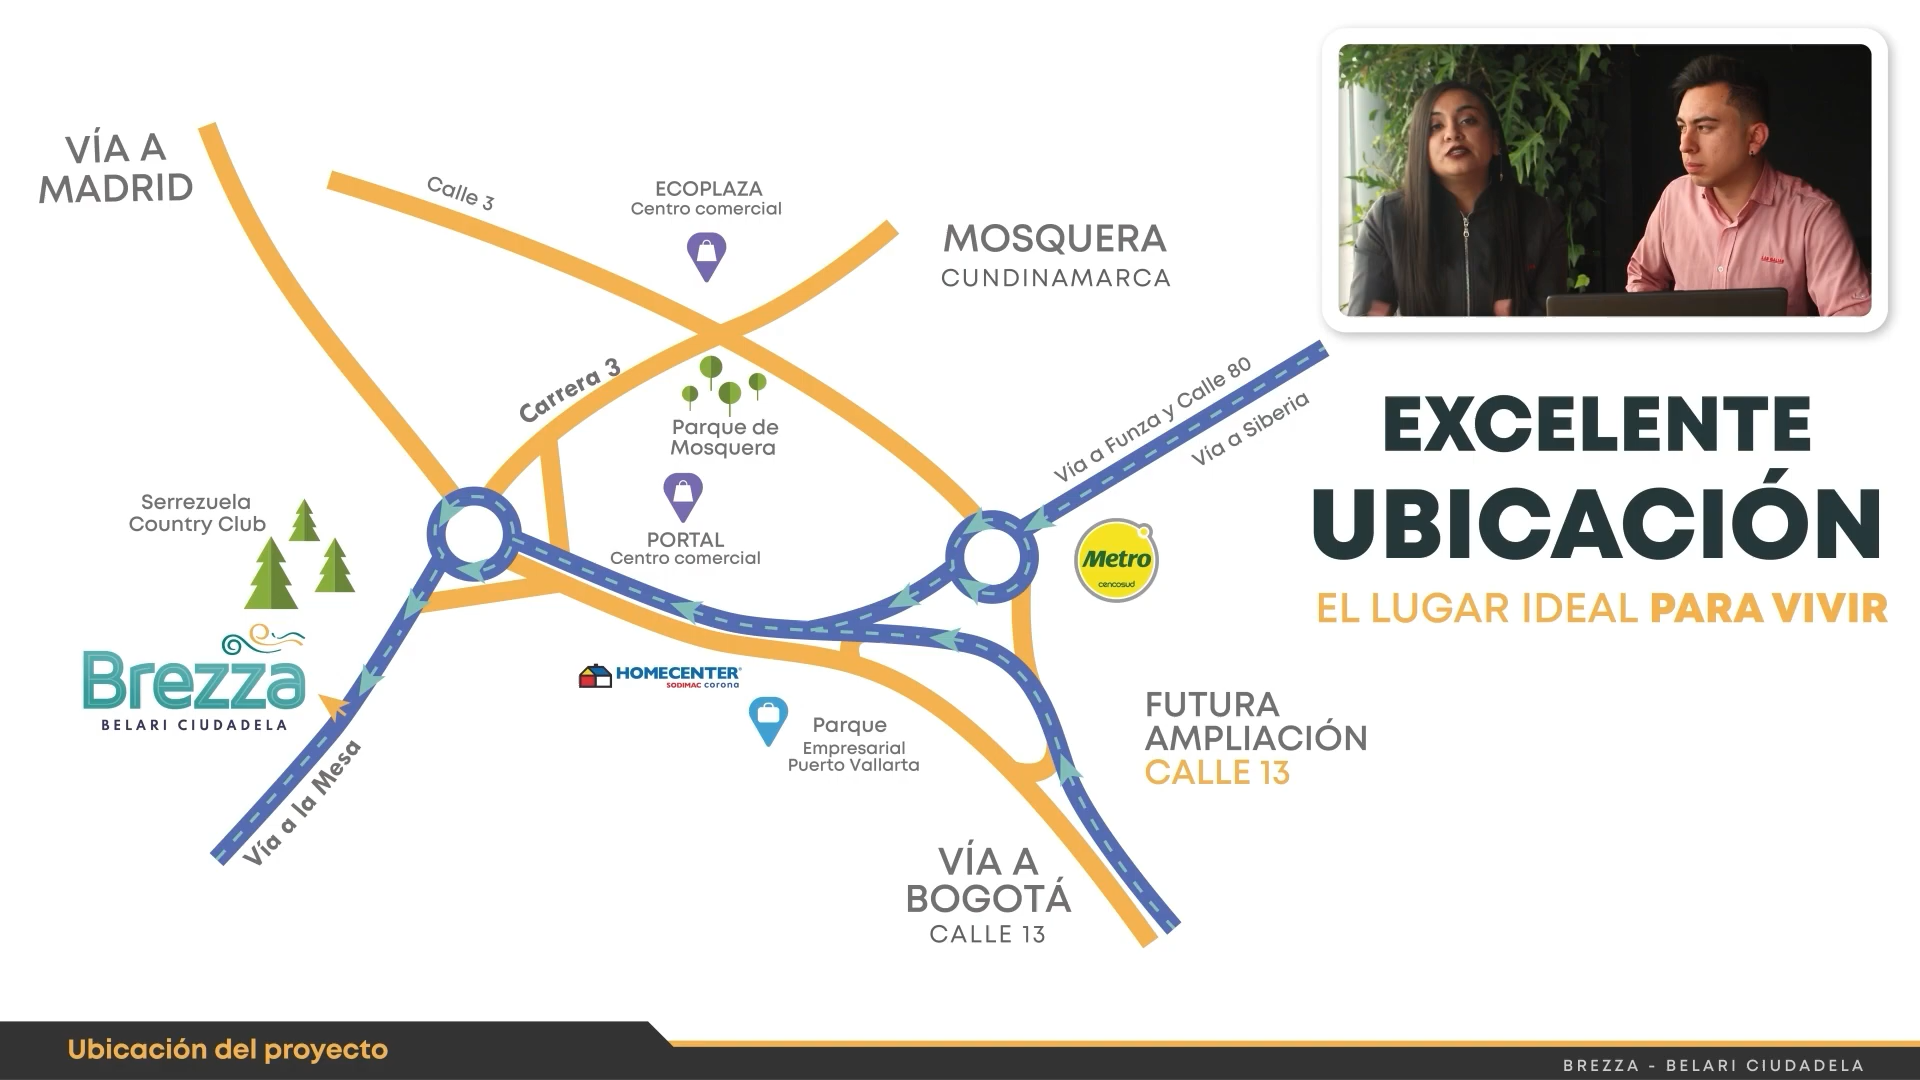 VÍA A
MADRID
Calle 3
ECOPLAZA
Centro comercial
MOSQUERA
CUNDINAMARCA
Carrera 3
Parque de
Mosquera
Vía a Funza y Calle 80
Vía a Siberia
EXCELENTE
UBICACIÓN
EL LUGAR IDEAL PARA VIVIR
Serrezuela
Country Club
PORTAL
Centro comercial
Metro
cencosud
Brezza
BELARI CIUDADELA
HOMECENTER
SODIMAC corona
Parque
Empresarial
Puerto Vallarta
FUTURA
AMPLIACIÓN
CALLE 13
Vía a la Mesa
VÍA A
BOGOTÁ
CALLE 13
Ubicación del proyecto
BREZZA - BELARI CIUDADELA